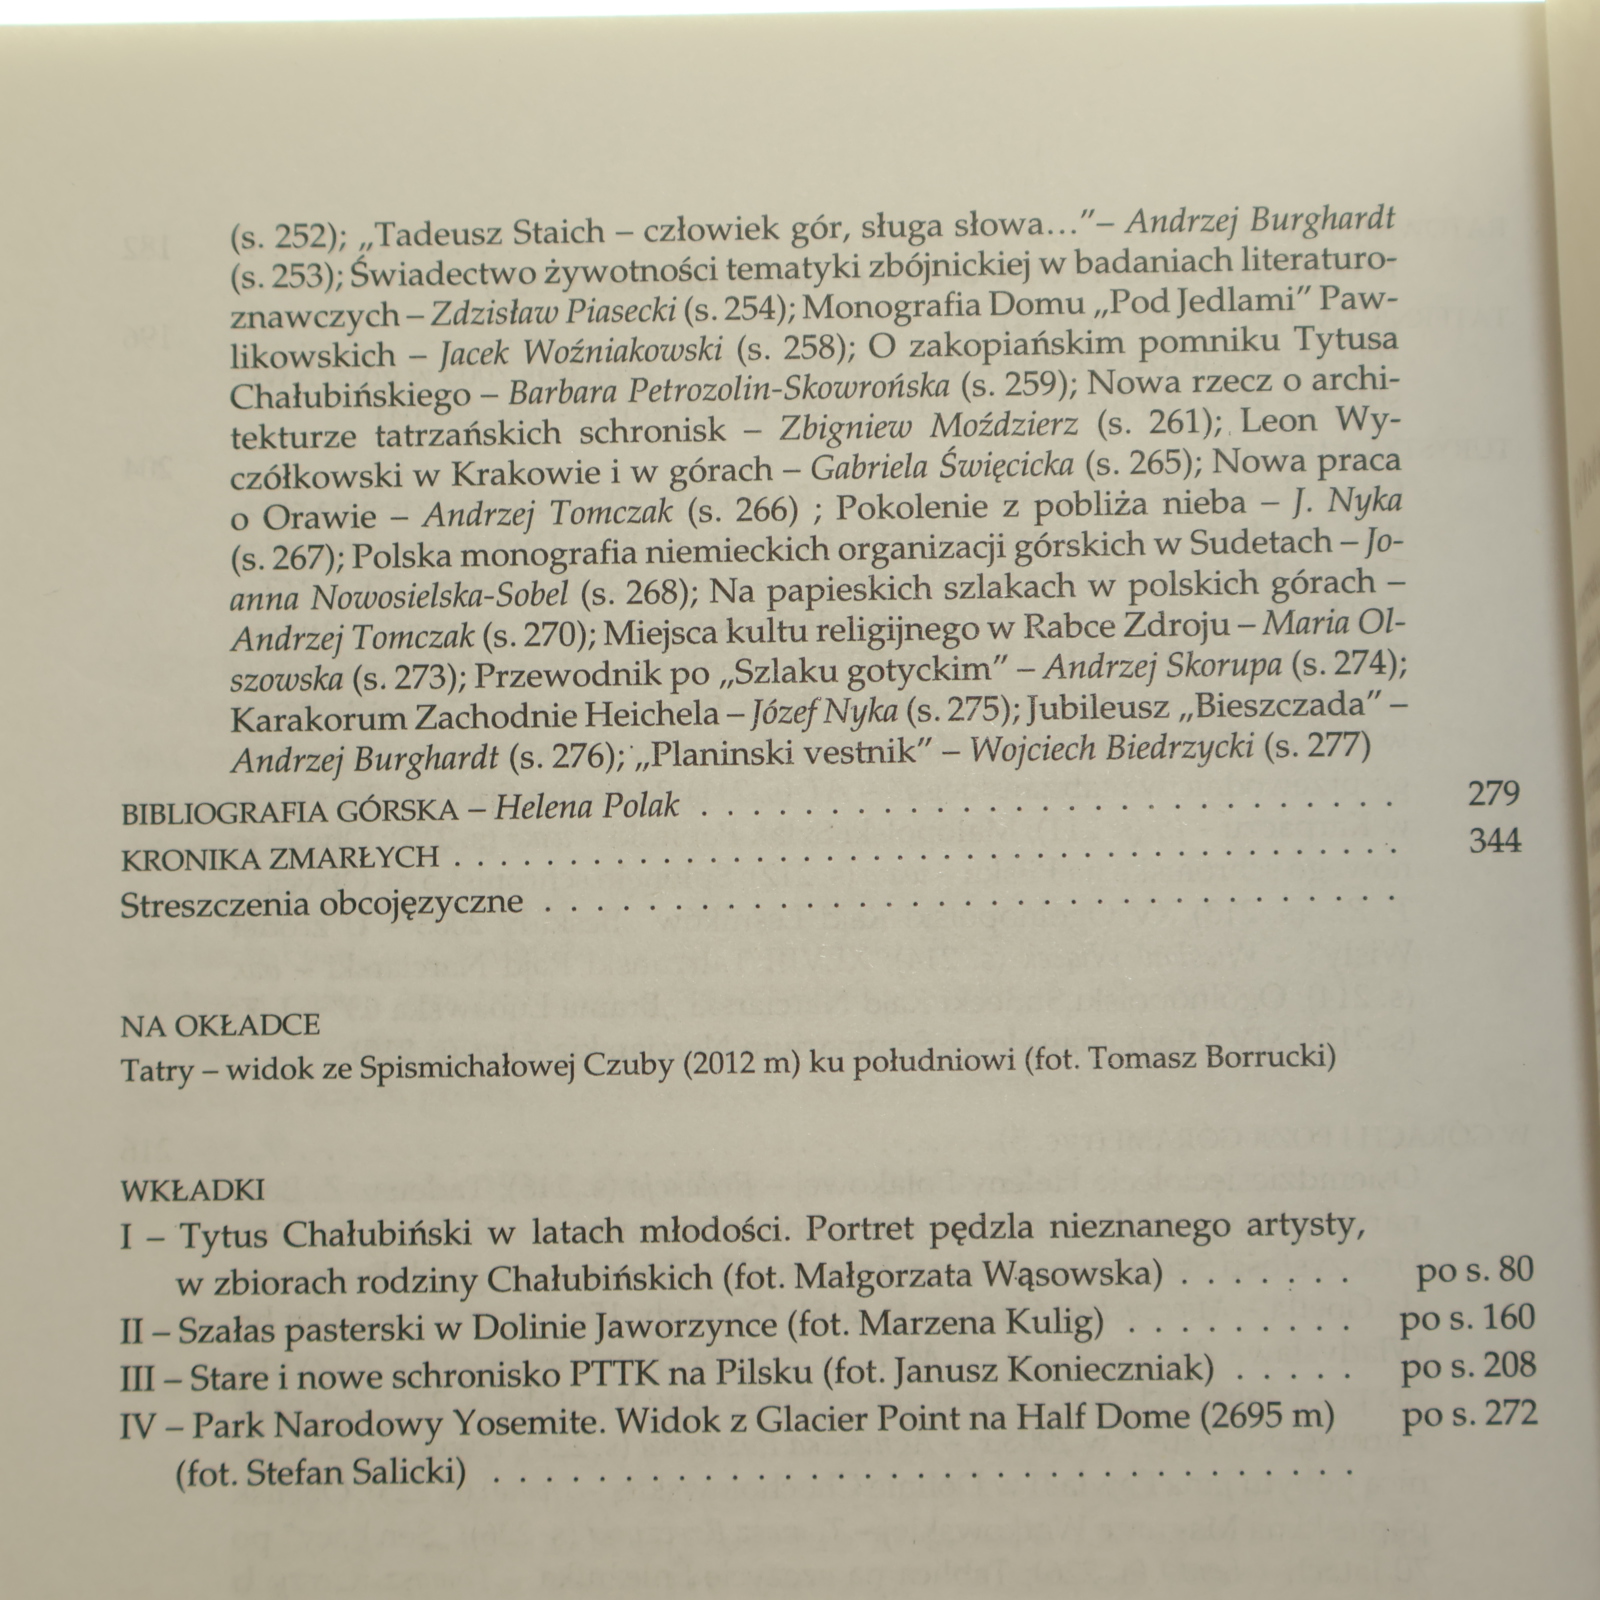 (s. 252); „Tadeusz Staich – człowiek gór, sługa słowa…”– Andrzej Burghardt
(s. 253); Świadectwo żywotności tematyki zbójnickiej w badaniach literaturo-
znawczych – Zdzisław Piasecki (s. 254); Monografia Domu „Pod Jedlami” Paw-
likowskich – Jacek Woźniakowski (s. 258); O zakopiańskim pomniku Tytusa
Chałubińskiego – Barbara Petrozolin-Skowrońska (s. 259); Nowa rzecz o archi-
tekturze tatrzańskich schronisk – Zbigniew Moździerz (s. 261); Leon Wy-
czółkowski w Krakowie i w górach – Gabriela Święcicka (s. 265); Nowa praca
o Orawie – Andrzej Tomczak (s. 266) ; Pokolenie z pobliża nieba – J. Nyka
(s. 267); Polska monografia niemieckich organizacji górskich w Sudetach – Jo-
anna Nowosielska-Sobel (s. 268); Na papieskich szlakach w polskich górach –
Andrzej Tomczak (s. 270); Miejsca kultu religijnego w Rabce Zdroju – Maria Ol-
szowska (s. 273); Przewodnik po „Szlaku gotyckim” – Andrzej Skorupa (s. 274);
Karakorum Zachodnie Heichela – Józef Nyka (s. 275); Jubileusz „Bieszczada” –
Andrzej Burghardt (s. 276); „Planinski vestnik” – Wojciech Biedrzycki (s. 277)
BIBLIOGRAFIA GÓRSKA – Helena Polak . . . . . . . . . . . . . . . . . . . . . . . . . . . 279
KRONIKA ZMARŁYCH . . . . . . . . . . . . . . . . . . . . . . . . . . . . . . . . . . . . 344
Streszczenia obcojęzyczne . . . . . . . . . . . . . . . . . . . . . . . . . . . . . . . . .
NA OKŁADCE
Tatry – widok ze Spismichałowej Czuby (2012 m) ku południowi (fot. Tomasz Borrucki)
WKŁADKI
I – Tytus Chałubiński w latach młodości. Portret pędzla nieznanego artysty,
w zbiorach rodziny Chałubińskich (fot. Małgorzata Wąsowska) . . . . . . . po s. 80
II – Szałas pasterski w Dolinie Jaworzynce (fot. Marzena Kulig) . . . . . . . . . po s. 160
III – Stare i nowe schronisko PTTK na Pilsku (fot. Janusz Konieczniak) . . . . . po s. 208
IV – Park Narodowy Yosemite. Widok z Glacier Point na Half Dome (2695 m) po s. 272
(fot. Stefan Salicki) . . . . . . . . . . . . . . . . . . . . . . . . . . . . . . . . .